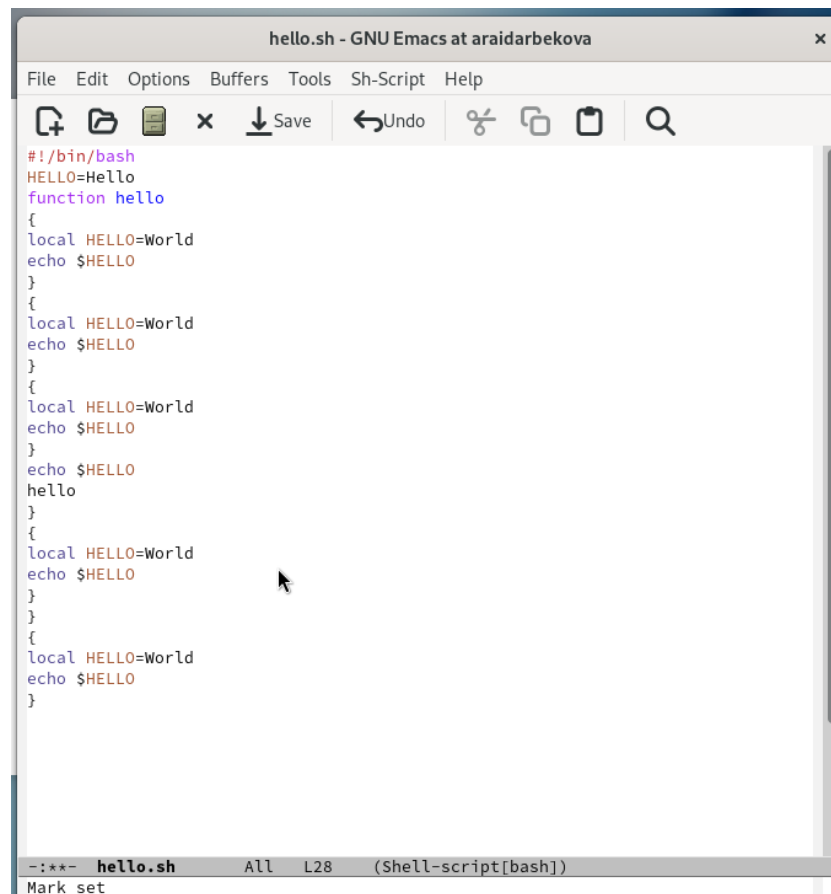 hello.sh - GNU Emacs at araidarbekova
File Edit Options Buffers Tools Sh-Script Help
Save Undo
#!/bin/bash
HELLO=Hello
function hello
{
local HELLO=World
echo $HELLO
}
{
local HELLO=World
echo $HELLO
}
{
local HELLO=World
echo $HELLO
}
echo $HELLO
hello
}
{
local HELLO=World
echo $HELLO
}
}
{
local HELLO=World
echo $HELLO
}
-:**- hello.sh All L28 (Shell-script[bash])
Mark set